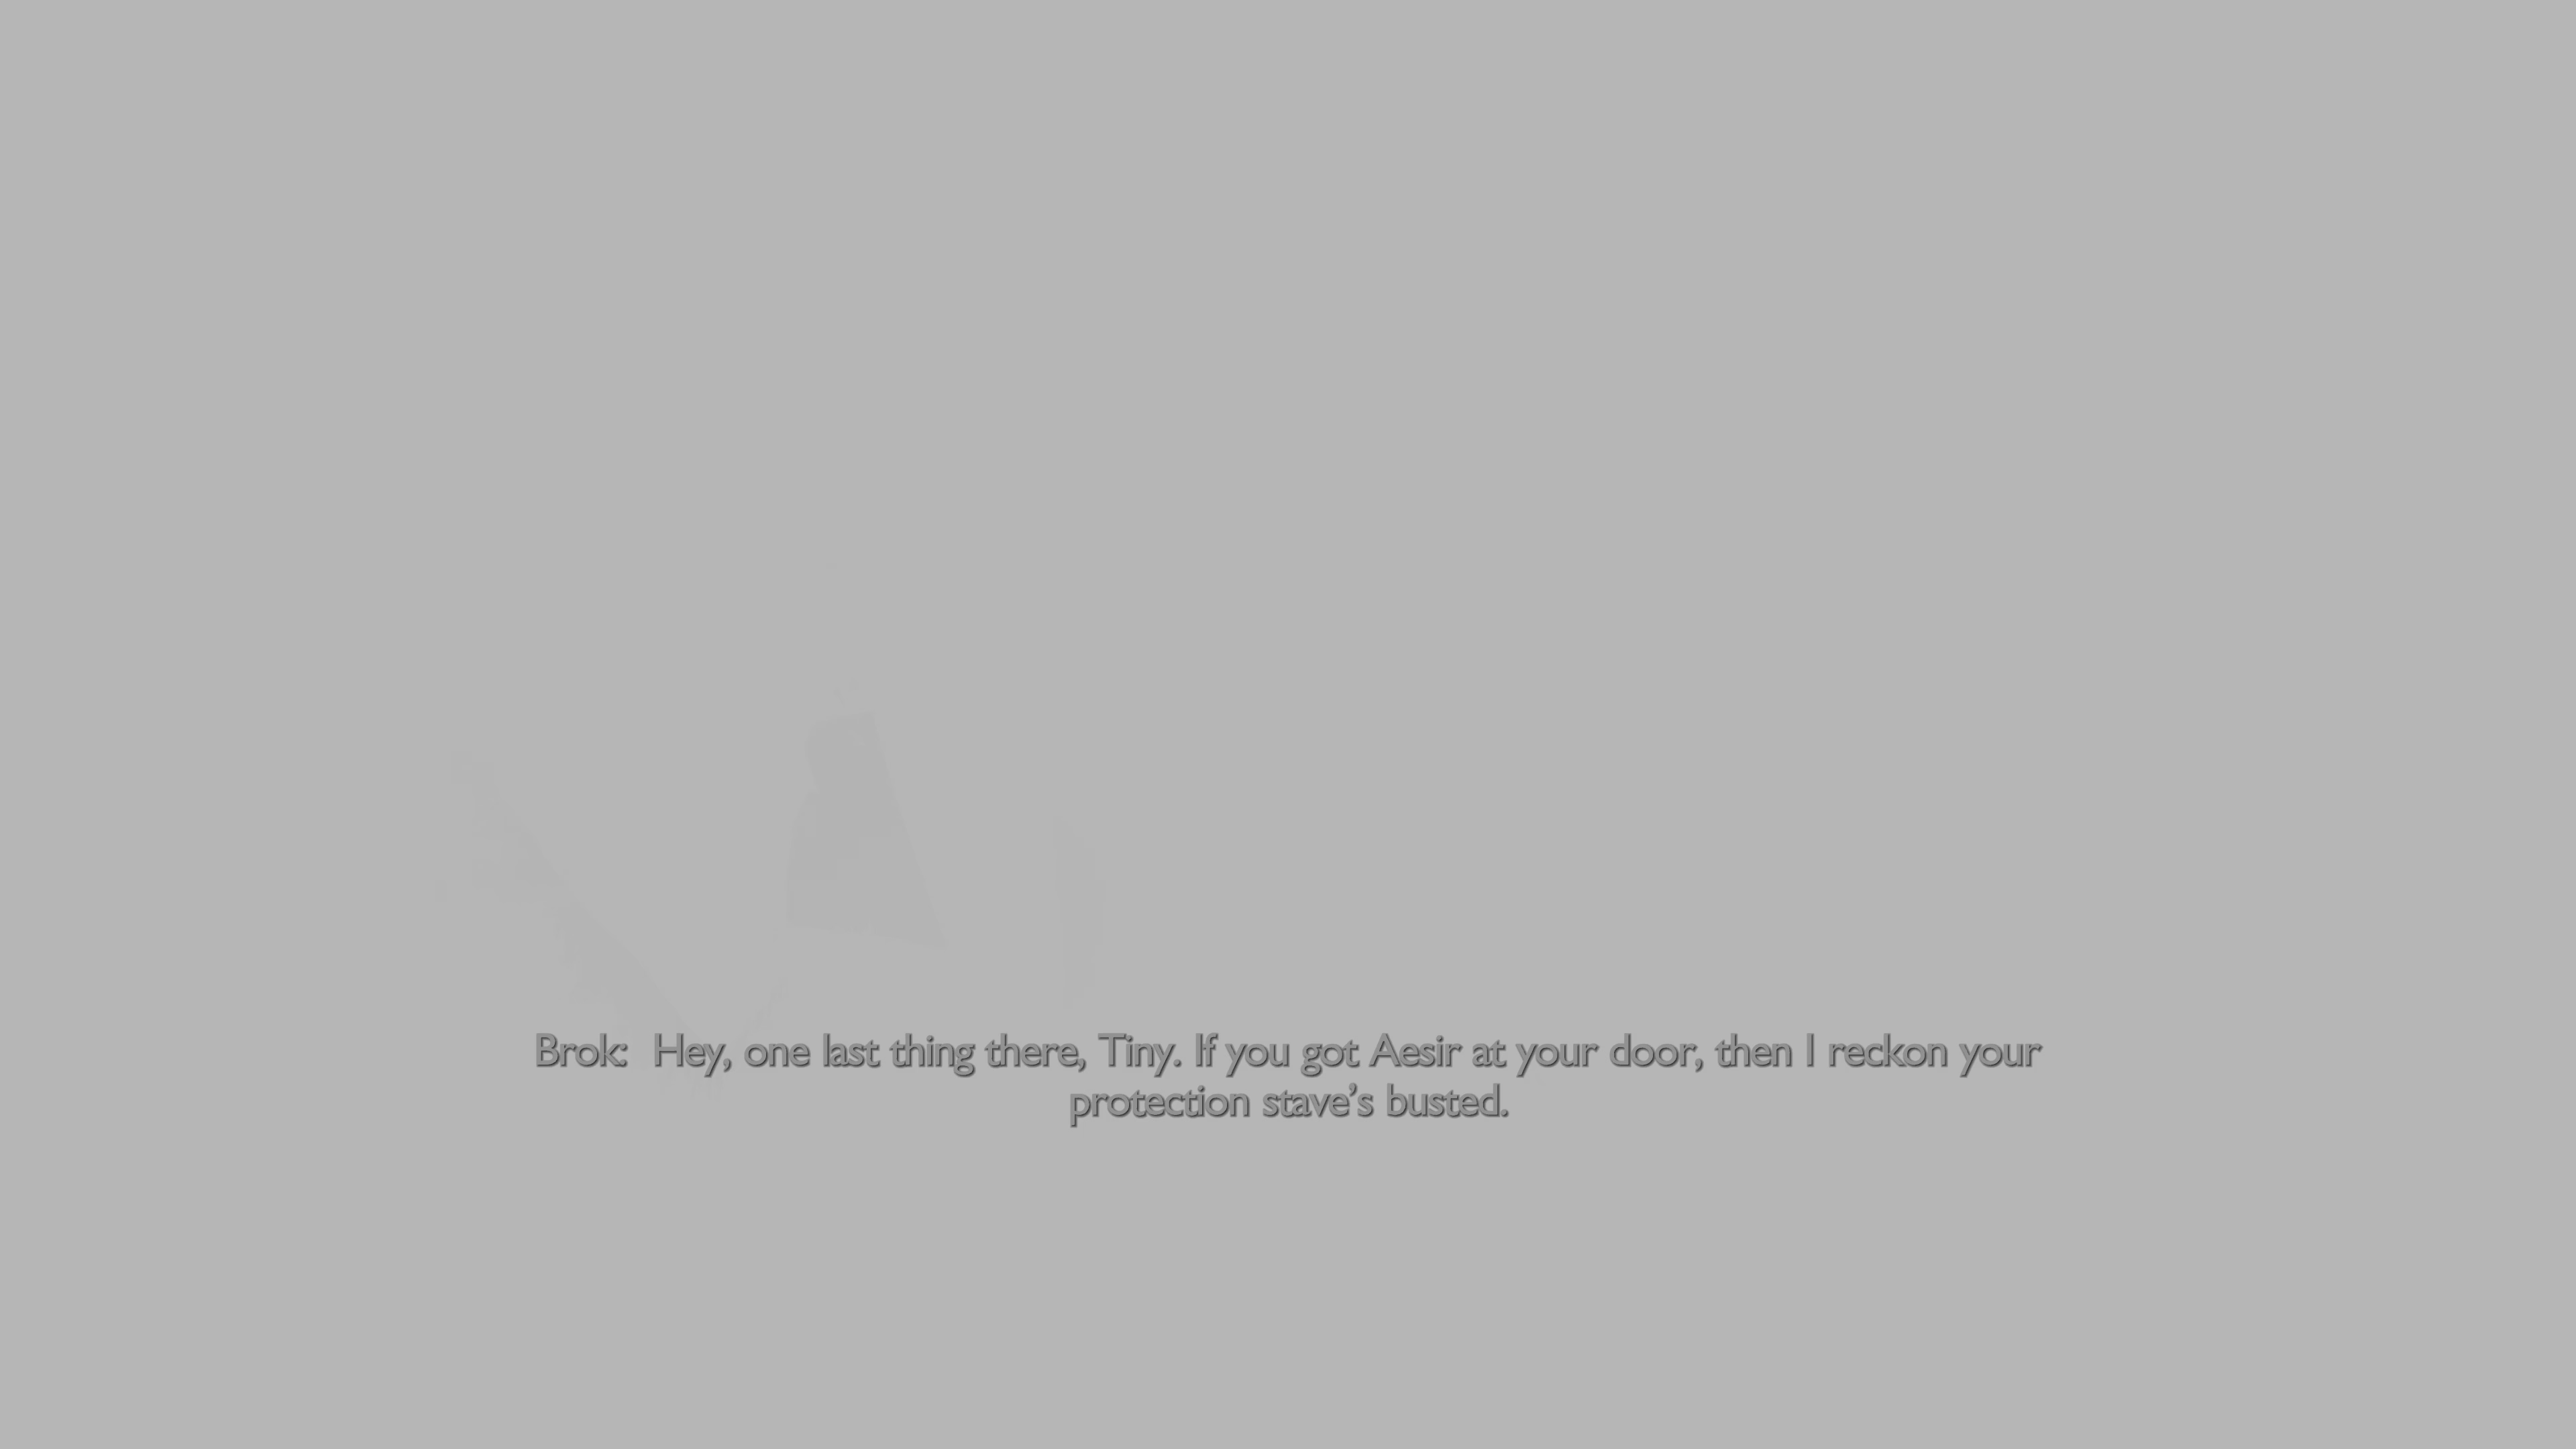 Brok:  Hey, one last thing there, Tiny. If you got Aesir at your door, then I reckon your
protection stave’s busted.